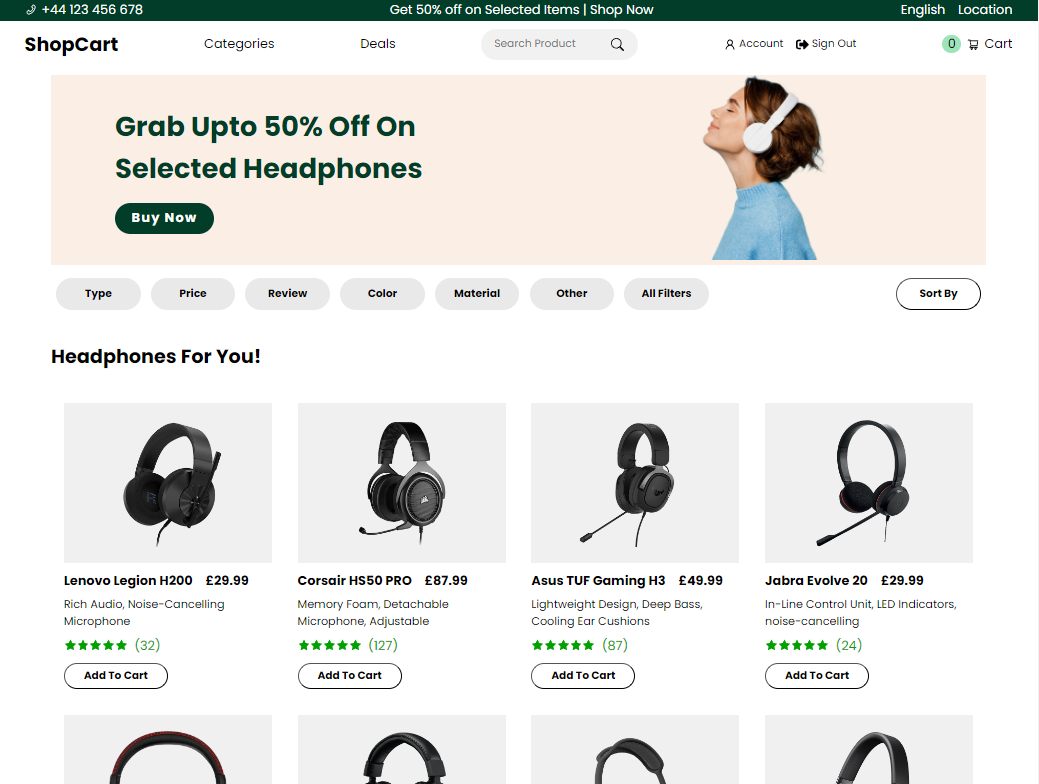 +44 123 456 678
Get 50% off on Selected Items | Shop Now
English
Location
ShopCart
Categories
Deals
Search Product
Account
Sign Out
0
Cart
Grab Upto 50% Off On
Selected Headphones
Buy Now
Type
Price
Review
Color
Material
Other
All Filters
Sort By
Headphones For You!
Lenovo Legion H200 £29.99
Rich Audio, Noise-Cancelling
Microphone
(32)
Add To Cart
Corsair HS50 PRO £87.99
Memory Foam, Detachable
Microphone, Adjustable
(127)
Add To Cart
Asus TUF Gaming H3 £49.99
Lightweight Design, Deep Bass,
Cooling Ear Cushions
(87)
Add To Cart
Jabra Evolve 20 £29.99
In-Line Control Unit, LED Indicators,
noise-cancelling
(24)
Add To Cart